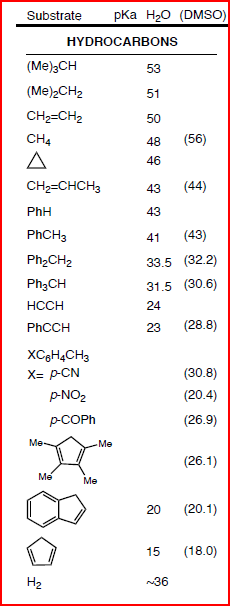 Substrate pKa H₂O (DMSO)
HYDROCARBONS
(Me)₃CH 53
(Me)₂CH₂ 51
CH₂=CH₂ 50
CH₄ 48 (56)
46
CH₂=CHCH₃ 43 (44)
PhH 43
PhCH₃ 41 (43)
Ph₂CH₂ 33.5 (32.2)
Ph₃CH 31.5 (30.6)
HCCH 24
PhCCH 23 (28.8)
XC₆H₄CH₃
X= p-CN (30.8)
p-NO₂ (20.4)
p-COPh (26.9)
Me Me
(26.1)
Me Me
20 (20.1)
15 (18.0)
H₂ ~36